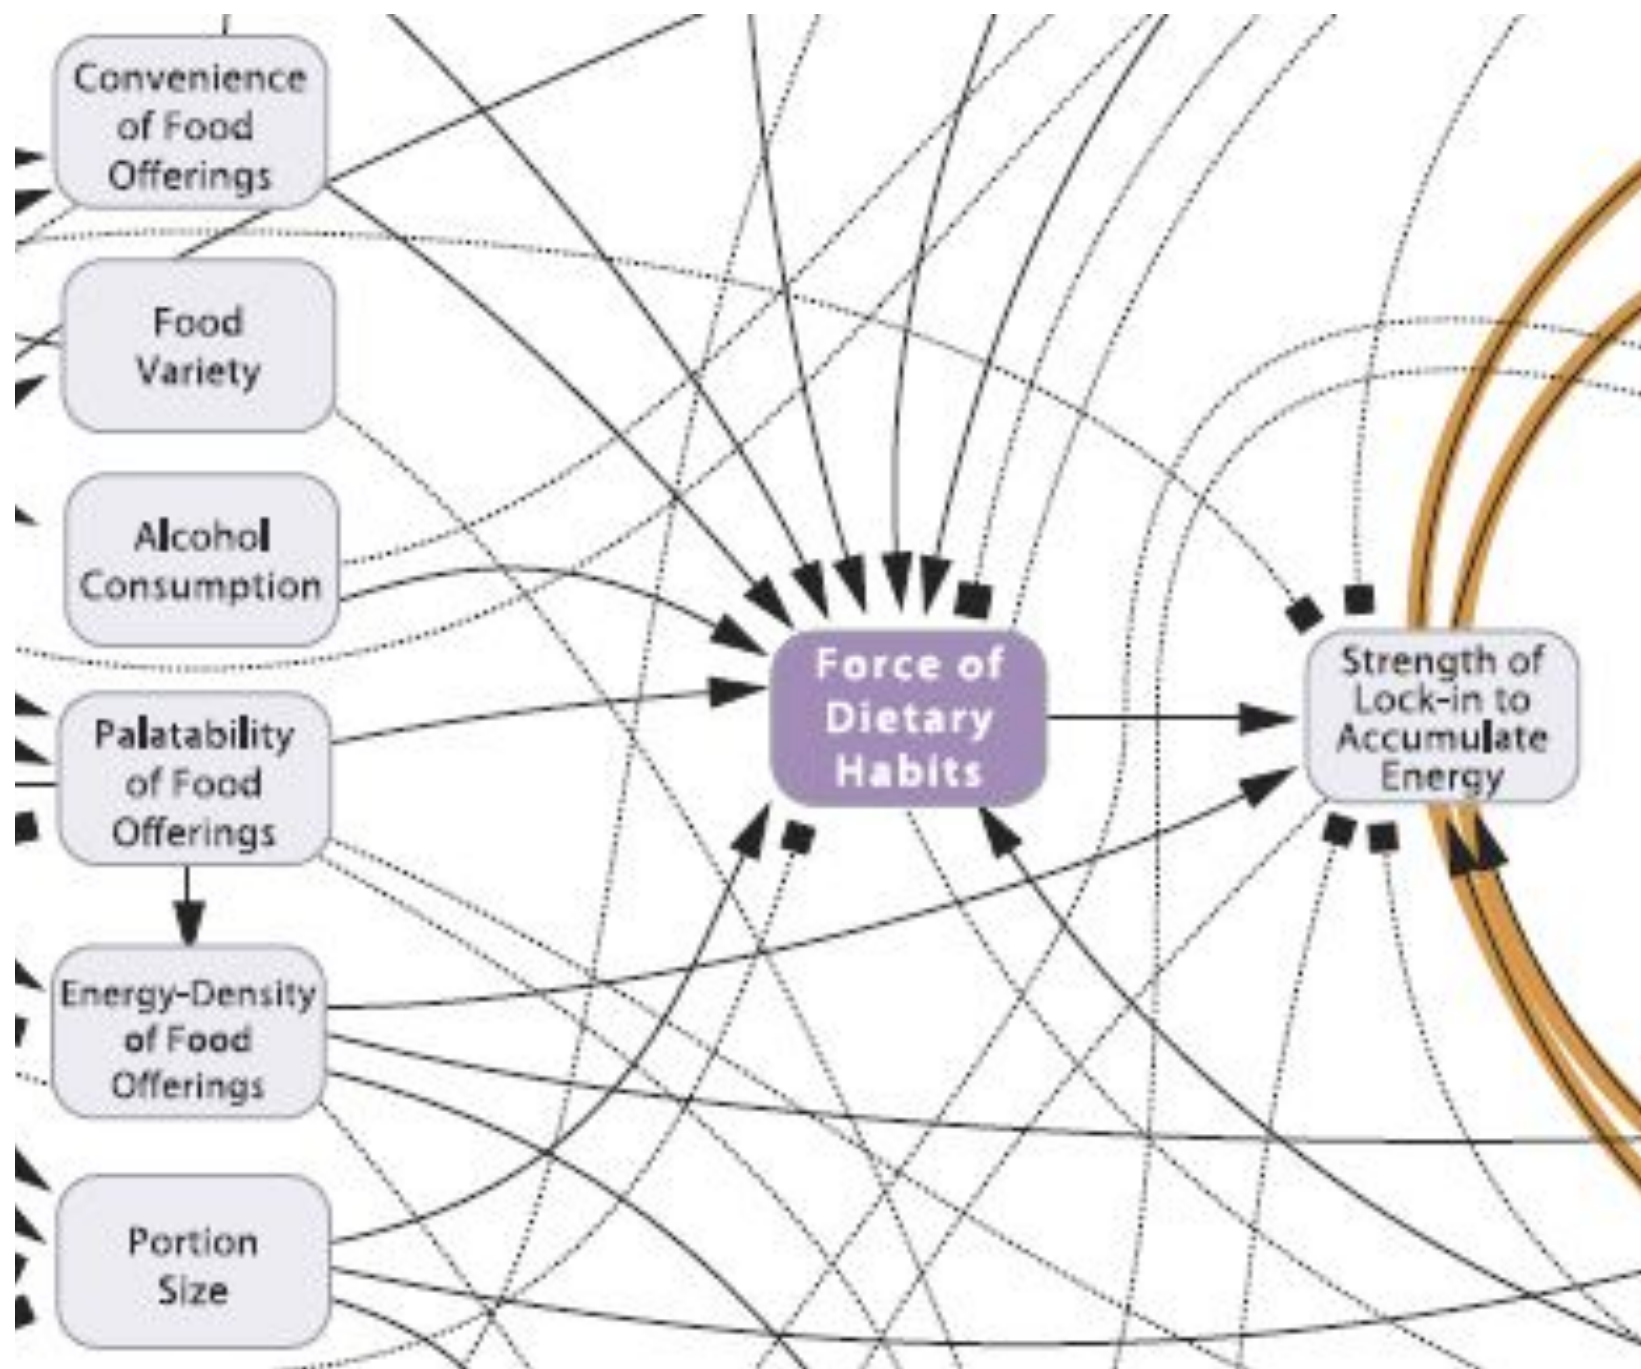 Convenience
of Food
Offerings
Food
Variety
Alcohol
Consumption
Palatability
of Food
Offerings
Energy-Density
of Food
Offerings
Portion
Size
Force of
Dietary
Habits
Strength of
Lock-in to
Accumulate
Energy